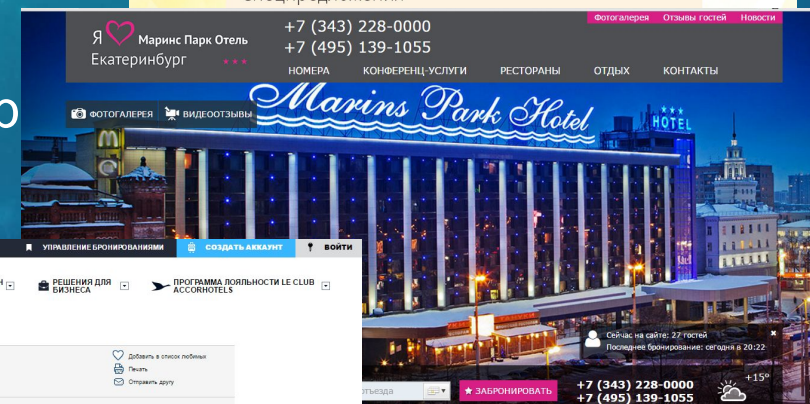 Фотогалерея Отзывы гостей Новости
+7 (343) 228-0000
+7 (495) 139-1055
Я Маринс Парк Отель
Екатеринбург
НОМЕРА КОНФЕРЕНЦ-УСЛУГИ РЕСТОРАНЫ ОТДЫХ КОНТАКТЫ
ФОТОГАЛЕРЕЯ ВИДЕООТЗЫВЫ
Marins Park Hotel
HOTEL
УПРАВЛЕНИЕ БРОНИРОВАНИЯМИ СОЗДАТЬ АККАУНТ ВОЙТИ
РЕШЕНИЯ ДЛЯ БИЗНЕСА
ПРОГРАММА ЛОЯЛЬНОСТИ LE CLUB ACCORHOTELS
Добавить в список любимых
Печать
Отправить другу
Сейчас на сайте: 27 гостей
Последнее бронирование: сегодня в 20:22
ЗАБРОНИРОВАТЬ
+7 (343) 228-0000
+7 (495) 139-1055
+15°